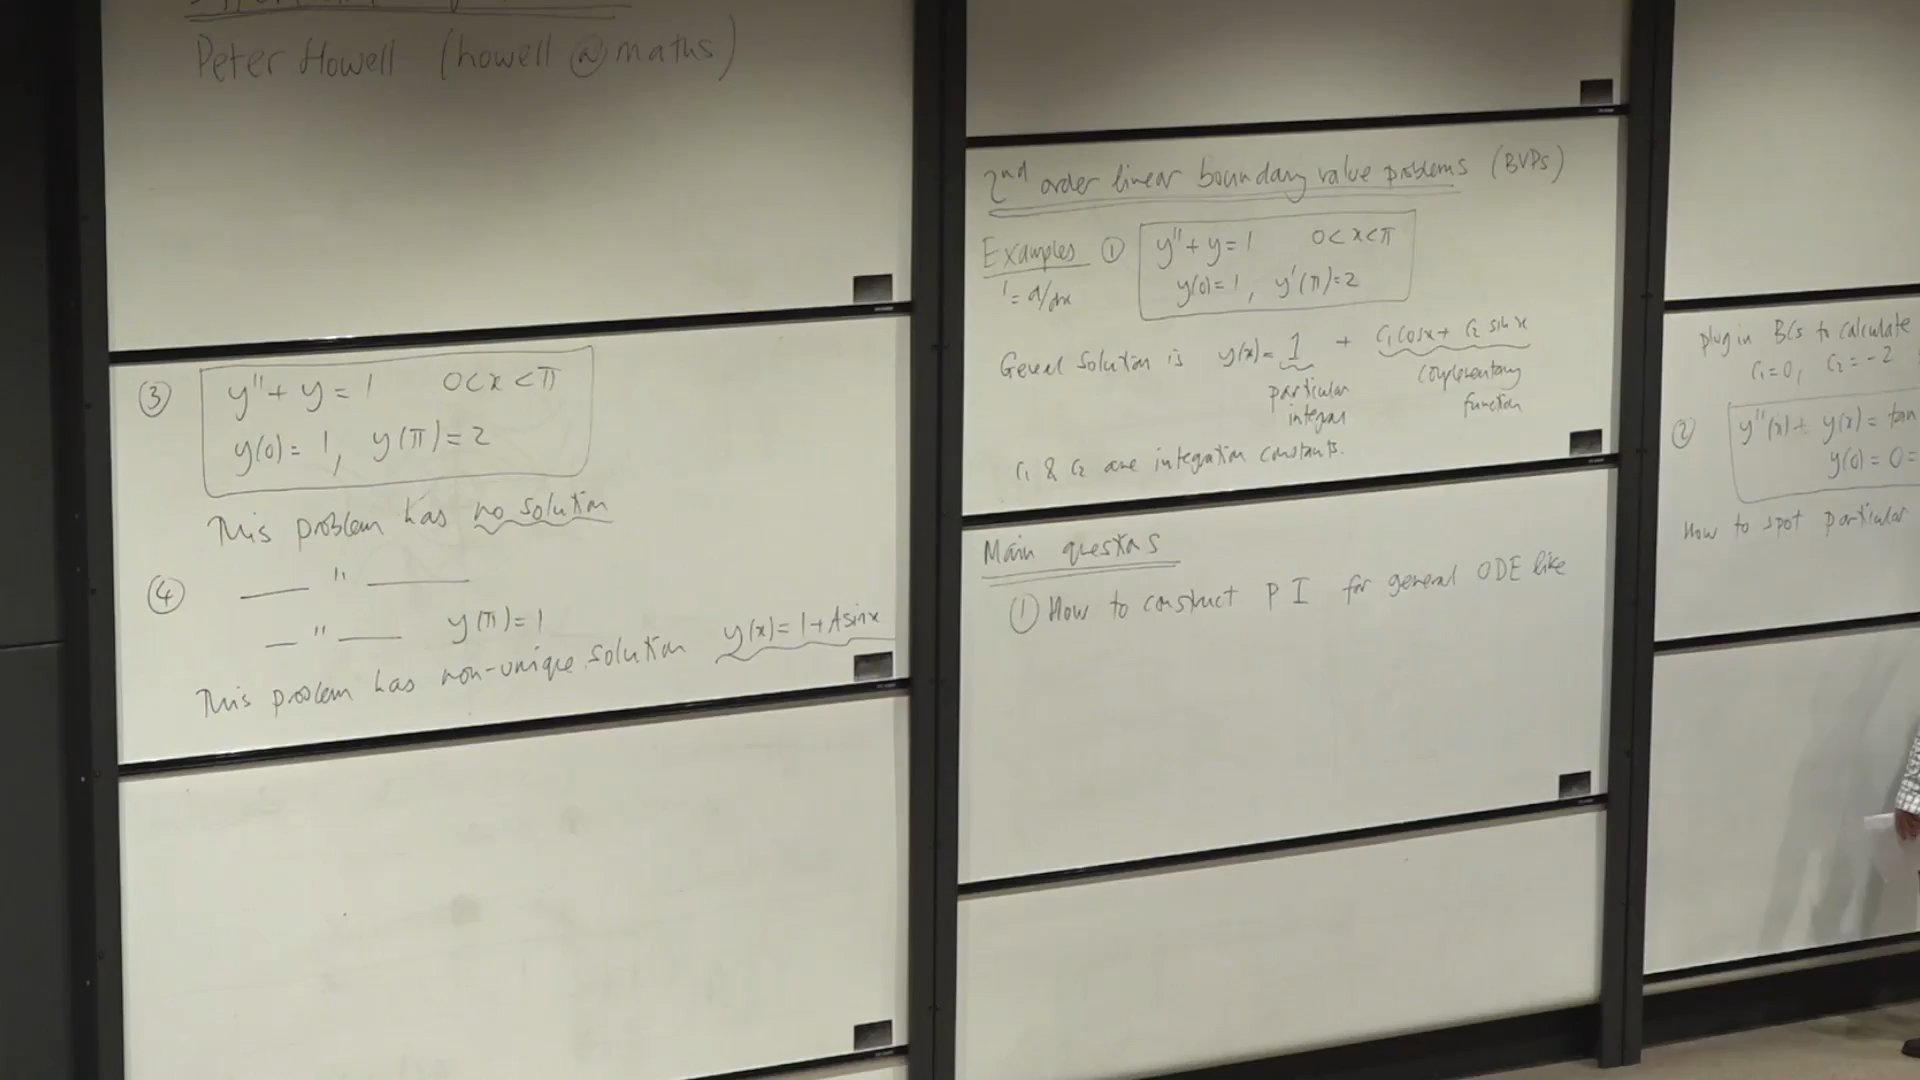 Peter Howell (howell @ maths)
③ y'' + y = 1 0 < x < π
y(0) = 1, y(π) = 2
This problem has no solution
④ — " —
— " — y(π) = 1
This problem has non-unique solution y(x) = 1 + A sin x
2nd order linear boundary value problems (BVPs)
Examples ① y'' + y = 1 0 < x < π
' = d/dx y(0) = 1, y'(π) = 2
General solution is y(x) = 1 + c₁ cos x + c₂ sin x
particular integral
complementary function
c₁ & c₂ are integration constants.
Main questions
① How to construct PI for general ODE like
plug in BCs to calculate
c₁ = 0, c₂ = -2
② y''(x) + y(x) = tan
y(0) = 0 =
How to spot particular